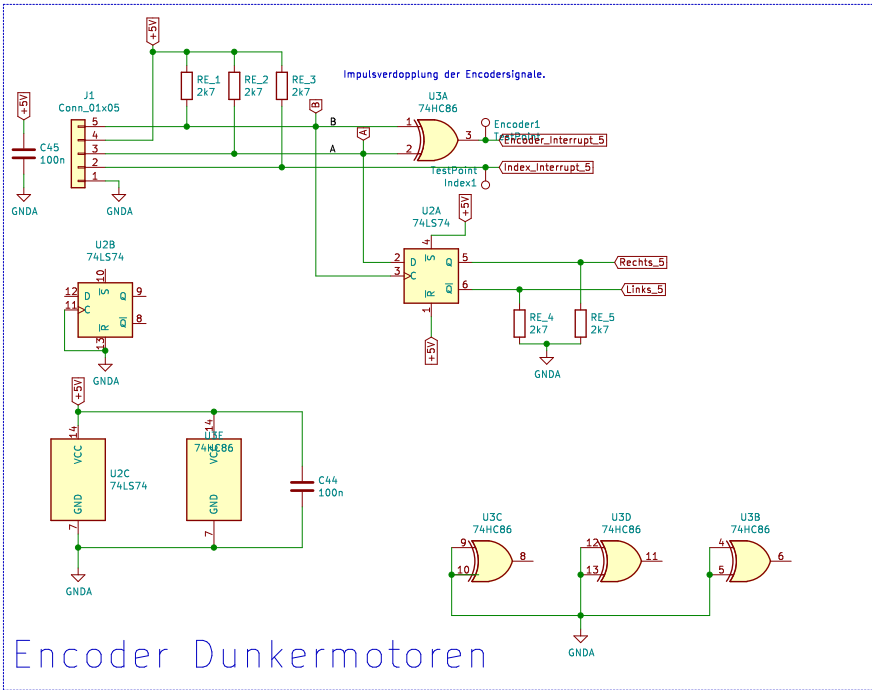 +5V
Impulsverdopplung der Encodersignale.
RE_1
2k7
RE_2
2k7
RE_3
2k7
U3A
74HC86
J1
Conn_01x05
+5V
B
5
4
3
2
1
B
A
A
1
2
3
Encoder1
TestPoint
Encoder_Interrupt_5
C45
100n
Index_Interrupt_5
TestPoint
Index1
GNDA
GNDA
U2A
74LS74
+5V
4
2
D
S
Q
5
3
C
R
Q
6
1
Rechts_5
Links_5
+5V
U2B
74LS74
10
12
D
S
Q
9
11
C
R
Q
8
13
GNDA
RE_4
2k7
RE_5
2k7
GNDA
+5V
14
VCC
GND
7
U2C
74LS74
14
U3E
74HC86
VCC
GND
7
C44
100n
GNDA
U3C
74HC86
9
10
8
U3D
74HC86
12
13
11
U3B
74HC86
4
5
6
GNDA
Encoder Dunkermotoren